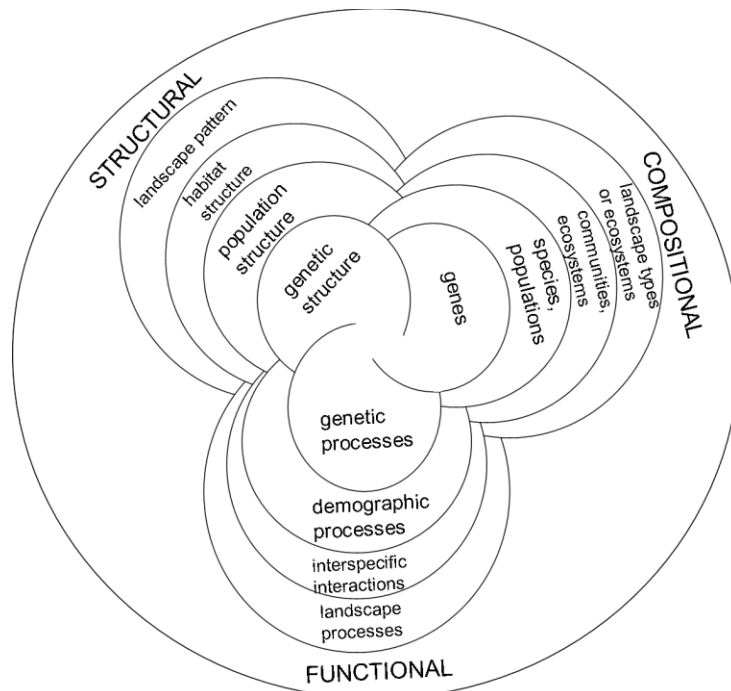 STRUCTURAL
landscape pattern
habitat
structure
population
structure
genetic
structure
COMPOSITIONAL
landscape types
or ecosystems
communities,
ecosystems
species,
populations
genes
genetic
processes
demographic
processes
interspecific
interactions
landscape
processes
FUNCTIONAL